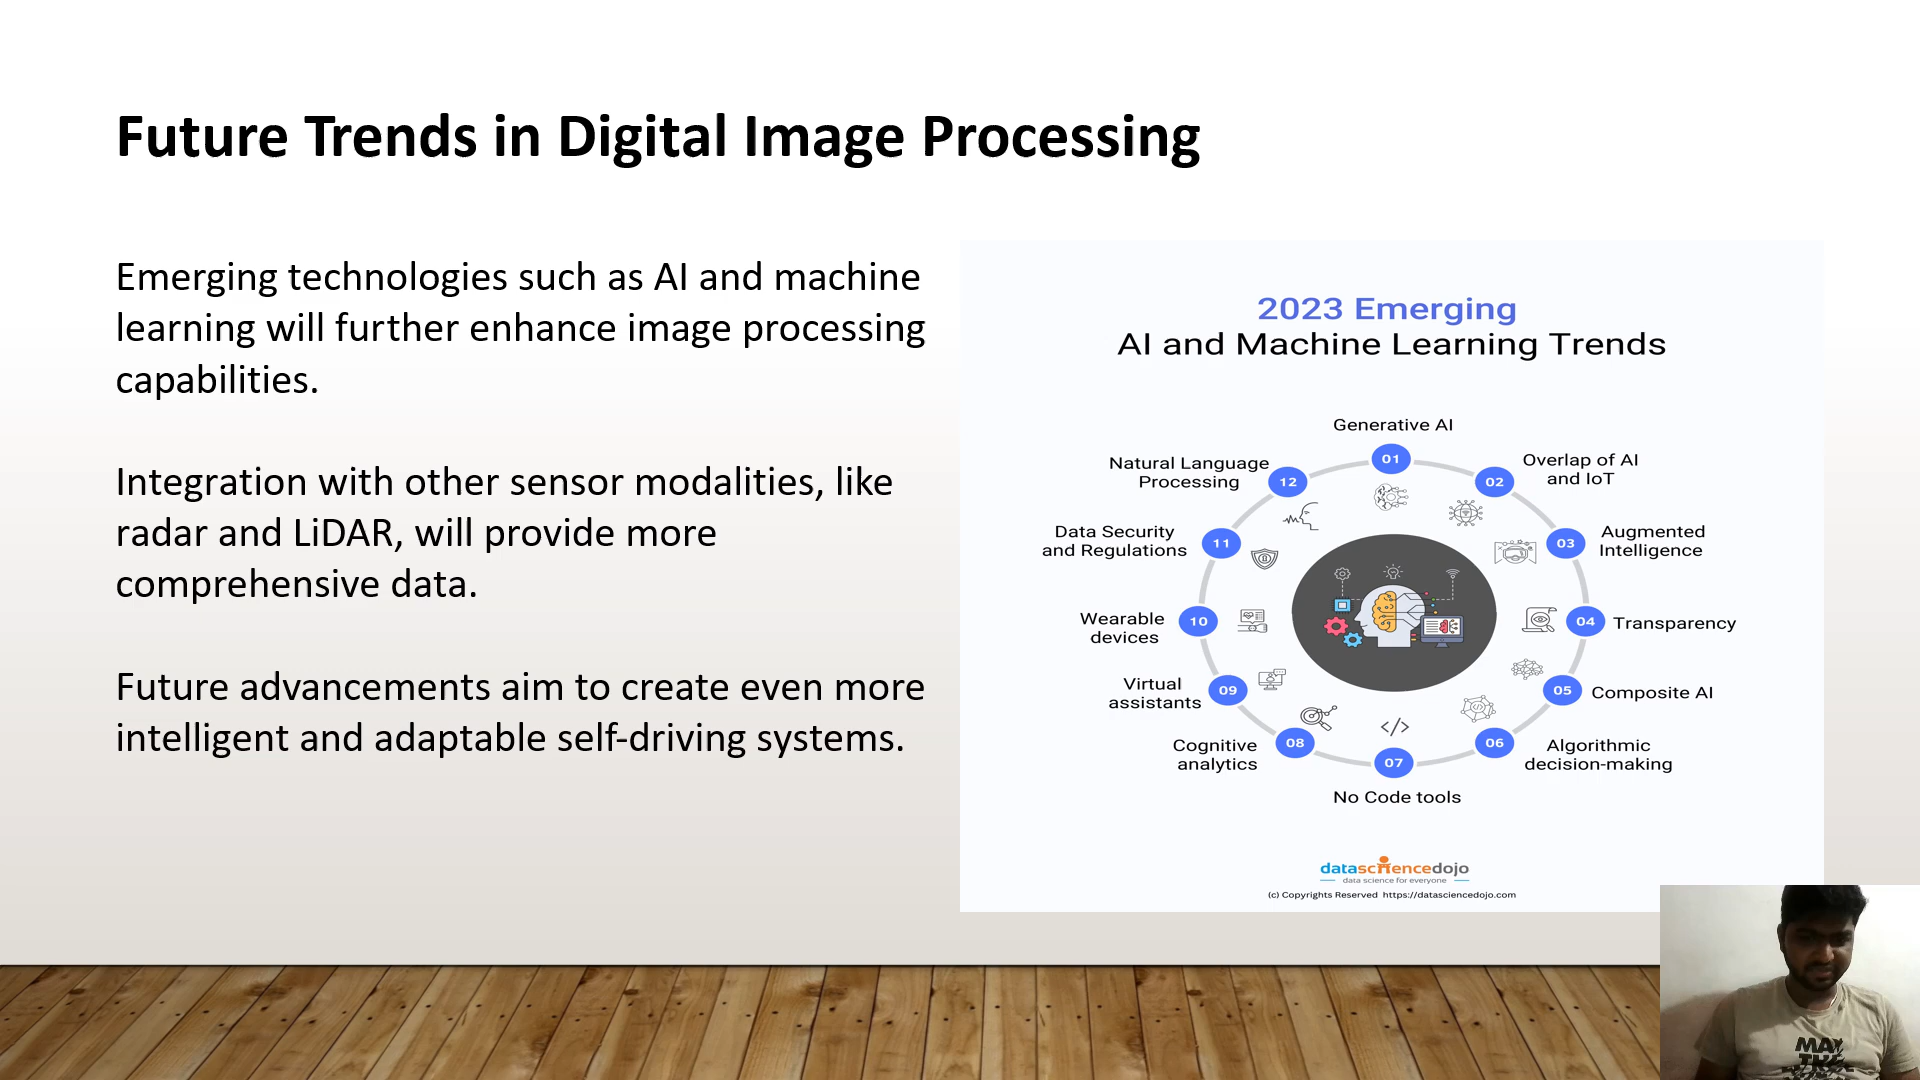 Future Trends in Digital Image Processing
Emerging technologies such as AI and machine
learning will further enhance image processing
capabilities.
Integration with other sensor modalities, like
radar and LiDAR, will provide more
comprehensive data.
Future advancements aim to create even more
intelligent and adaptable self-driving systems.
2023 Emerging
AI and Machine Learning Trends
Generative AI
01
Overlap of AI
and IoT
02
Augmented
Intelligence
03
Transparency
04
Composite AI
05
Algorithmic
decision-making
06
No Code tools
07
Cognitive
analytics
08
Virtual
assistants
09
Wearable
devices
10
Data Security
and Regulations
11
Natural Language
Processing
12
</>
datasciencedojo
data science for everyone
(c) Copyrights Reserved https://datasciencedojo.com
MAY
THE